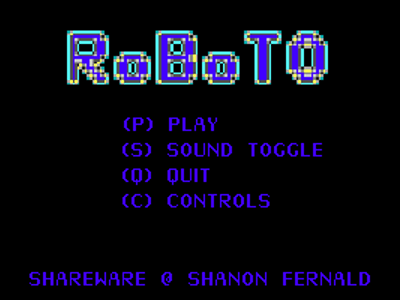 RoBoTO
(P) PLAY
(S) SOUND TOGGLE
(Q) QUIT
(C) CONTROLS
SHAREWARE @ SHANON FERNALD